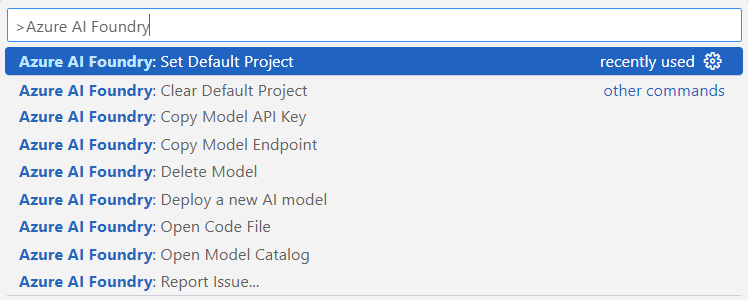 >Azure AI Foundry
Azure AI Foundry: Set Default Project recently used
Azure AI Foundry: Clear Default Project other commands
Azure AI Foundry: Copy Model API Key
Azure AI Foundry: Copy Model Endpoint
Azure AI Foundry: Delete Model
Azure AI Foundry: Deploy a new AI model
Azure AI Foundry: Open Code File
Azure AI Foundry: Open Model Catalog
Azure AI Foundry: Report Issue...